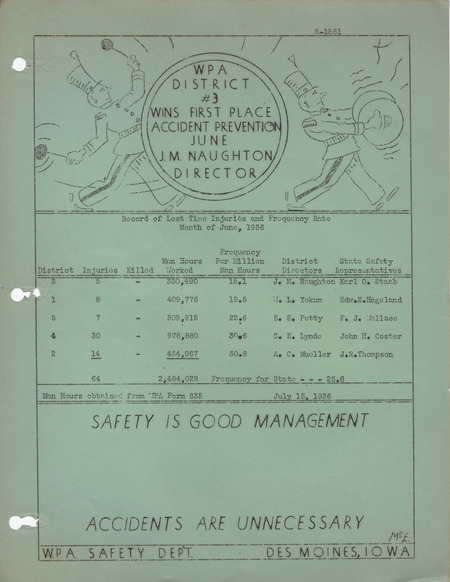 S-1561
WPA
DISTRICT
#3
WINS FIRST PLACE
ACCIDENT PREVENTION
JUNE
J.M. NAUGHTON
DIRECTOR
Record of Lost Time Injuries and Frequency Rate
Month of June, 1936
District Injuries Killed Man Hours Worked Frequency Per Million Man Hours District Directors State Safety Representatives
3 5 - 330,490 15.1 J. M. Naughton Karl O. Staab
1 8 - 409,776 19.5 W. L. Yokum Edw.E.Hogeland
5 7 - 309,915 22.6 E. S. Petty F. J. Wallace
4 30 - 978,880 30.6 C. E. Lynde John H. Coster
2 14 - 454,967 30.8 A. C. Mueller J.R.Thompson
64 2,484,028 Frequency for State - - - 25.8
Man Hours obtained from WPA Form 835 July 15, 1936
SAFETY IS GOOD MANAGEMENT
ACCIDENTS ARE UNNECESSARY
McE.
W.P.A. SAFETY DEPT. DES MOINES, IOWA